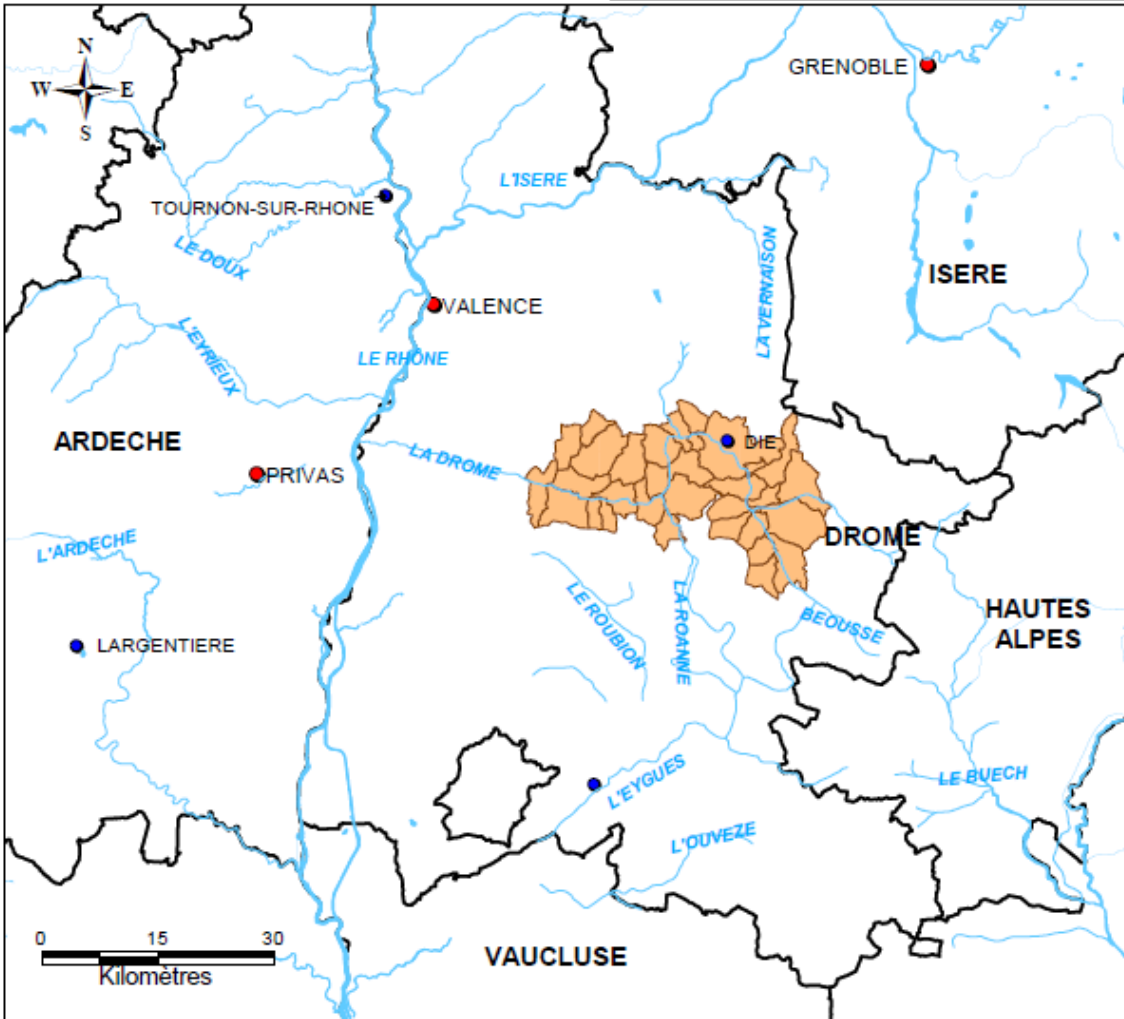 N
W E
S
GRENOBLE
L'ISERE
TOURNON-SUR-RHONE
LE DOUX
LA VERNAISON
ISERE
VALENCE
L'EYRIEUX
LE RHÔNE
ARDECHE
DIE
LA DROME
PRIVAS
DROME
L'ARDECHE
LE ROUBION
LA ROANNE
BEOUSSE
HAUTES
ALPES
LARGENTIERE
L'EYGUES
LE BUECH
L'OUVEZE
0 15 30
Kilomètres
VAUCLUSE